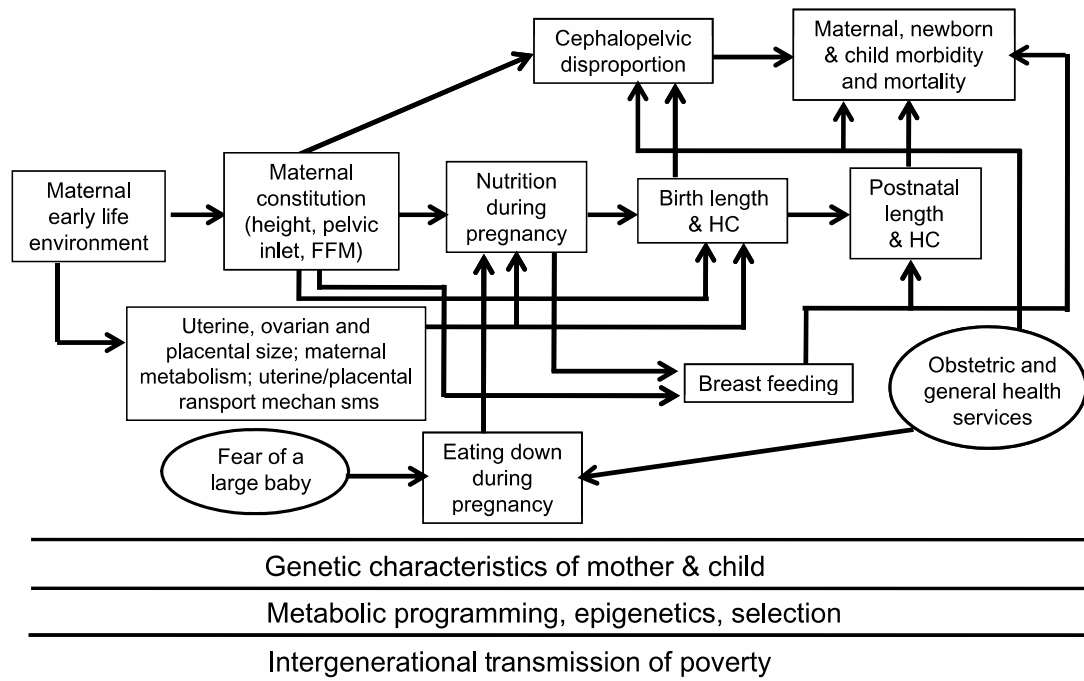 Cephalopelvic
disproportion
Maternal, newborn
& child morbidity
and mortality
Maternal
early life
environment
Maternal
constitution
(height, pelvic
inlet, FFM)
Nutrition
during
pregnancy
Birth length
& HC
Postnatal
length
& HC
Uterine, ovarian and
placental size; maternal
metabolism; uterine/placental
ransport mechan sms
Breast feeding
Obstetric and
general health
services
Fear of a
large baby
Eating down
during
pregnancy
Genetic characteristics of mother & child
Metabolic programming, epigenetics, selection
Intergenerational transmission of poverty